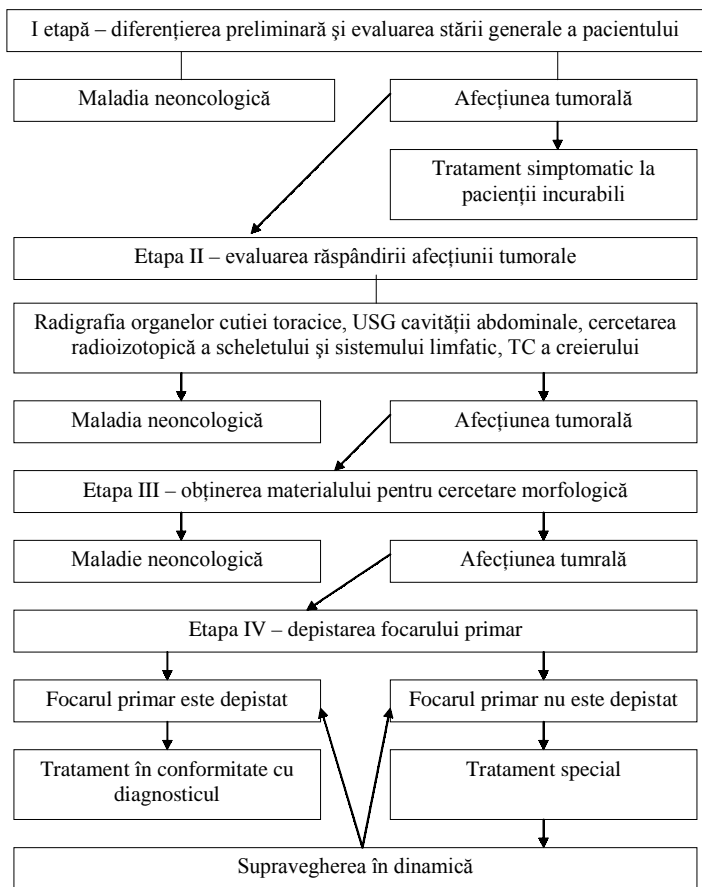 I etapă – diferențierea preliminară şi evaluarea stării generale a pacientului
Maladia neoncologică
Afecțiunea tumorală
Tratament simptomatic la
pacienții incurabili
Etapa II – evaluarea răspândirii afecțiunii tumorale
Radigrafia organelor cutiei toracice, USG cavității abdominale, cercetarea
radioizotopică a scheletului şi sistemului limfatic, TC a creierului
Maladia neoncologică
Afecțiunea tumorală
Etapa III – obținerea materialului pentru cercetare morfologică
Maladie neoncologică
Afecțiunea tumrală
Etapa IV – depistarea focarului primar
Focarul primar este depistat
Focarul primar nu este depistat
Tratament în conformitate cu
diagnosticul
Tratament special
Supravegherea în dinamică